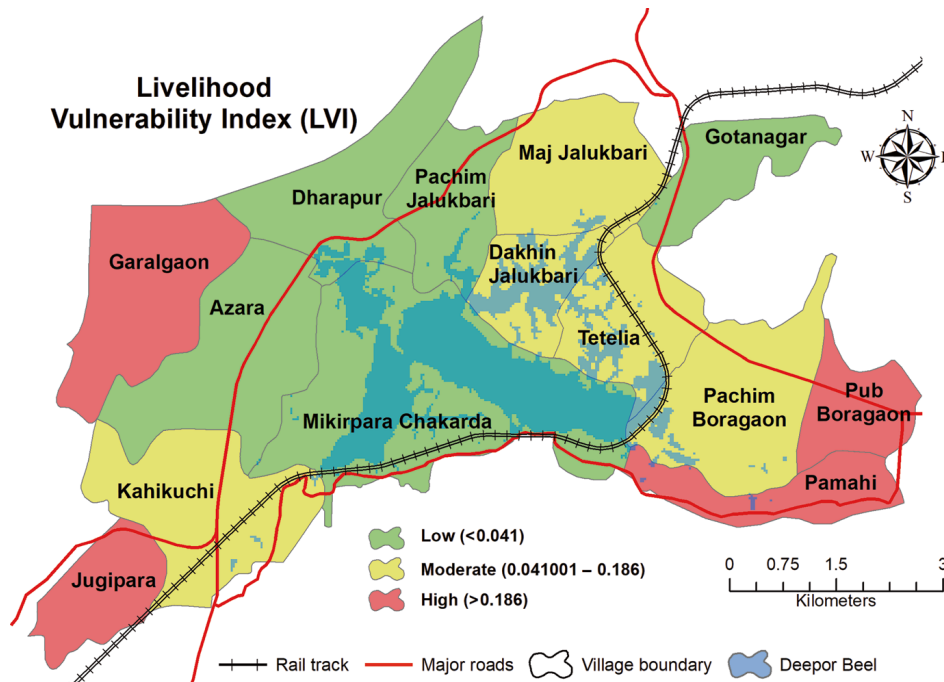 Livelihood
Vulnerability Index (LVI)
Gotanagar
N
W
S
Maj Jalukbari
Pachim
Jalukbari
Dharapur
Garalgaon
Dakhin
Jalukbari
Azara
Tetelia
Mikirpara Chakarda
Pachim
Boragaon
Pub
Boragaon
Pamahi
Kahikuchi
Jugipara
Low (<0.041)
Moderate (0.041001 – 0.186)
High (>0.186)
0 0.75 1.5 3
Kilometers
Rail track
Major roads
Village boundary
Deepor Beel